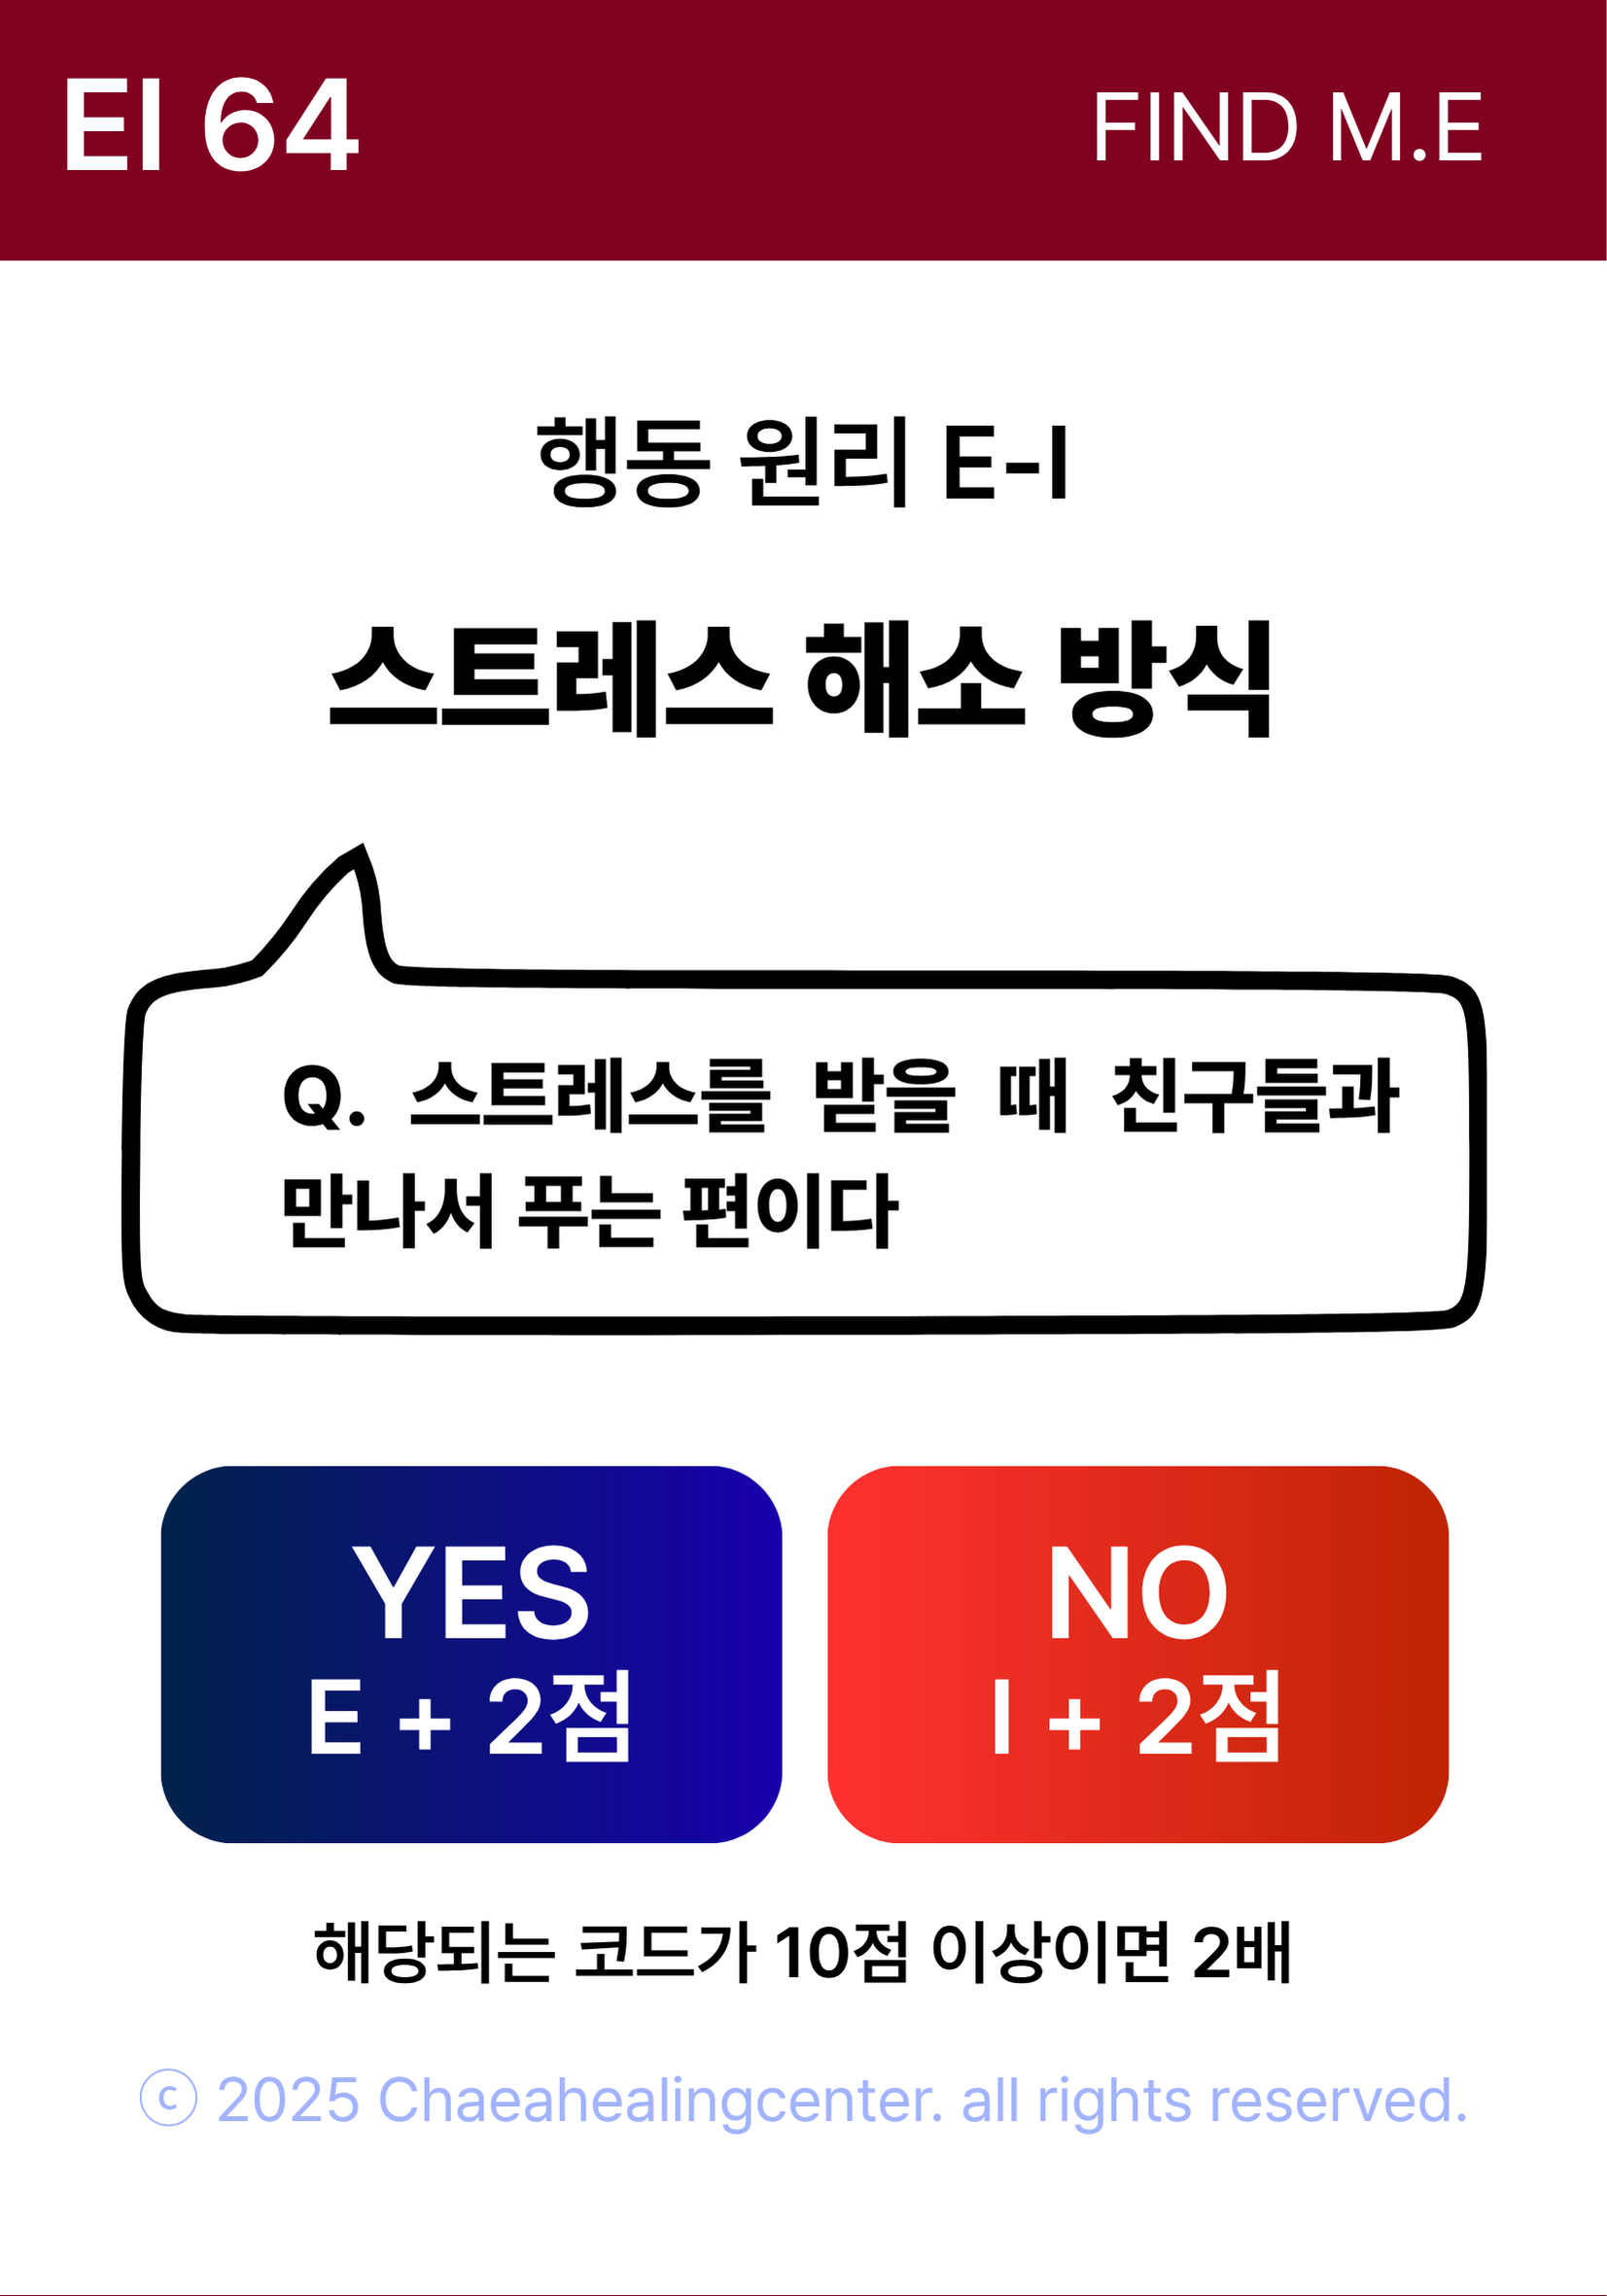 EI 64
FIND M.E
행동 원리 E-I
스트레스 해소 방식
Q. 스트레스를 받을 때 친구들과
만나서 푸는 편이다
YES
E + 2점
NO
I + 2점
해당되는 코드가 10점 이상이면 2배
© 2025 Chaeahealingcenter. all rights reserved.